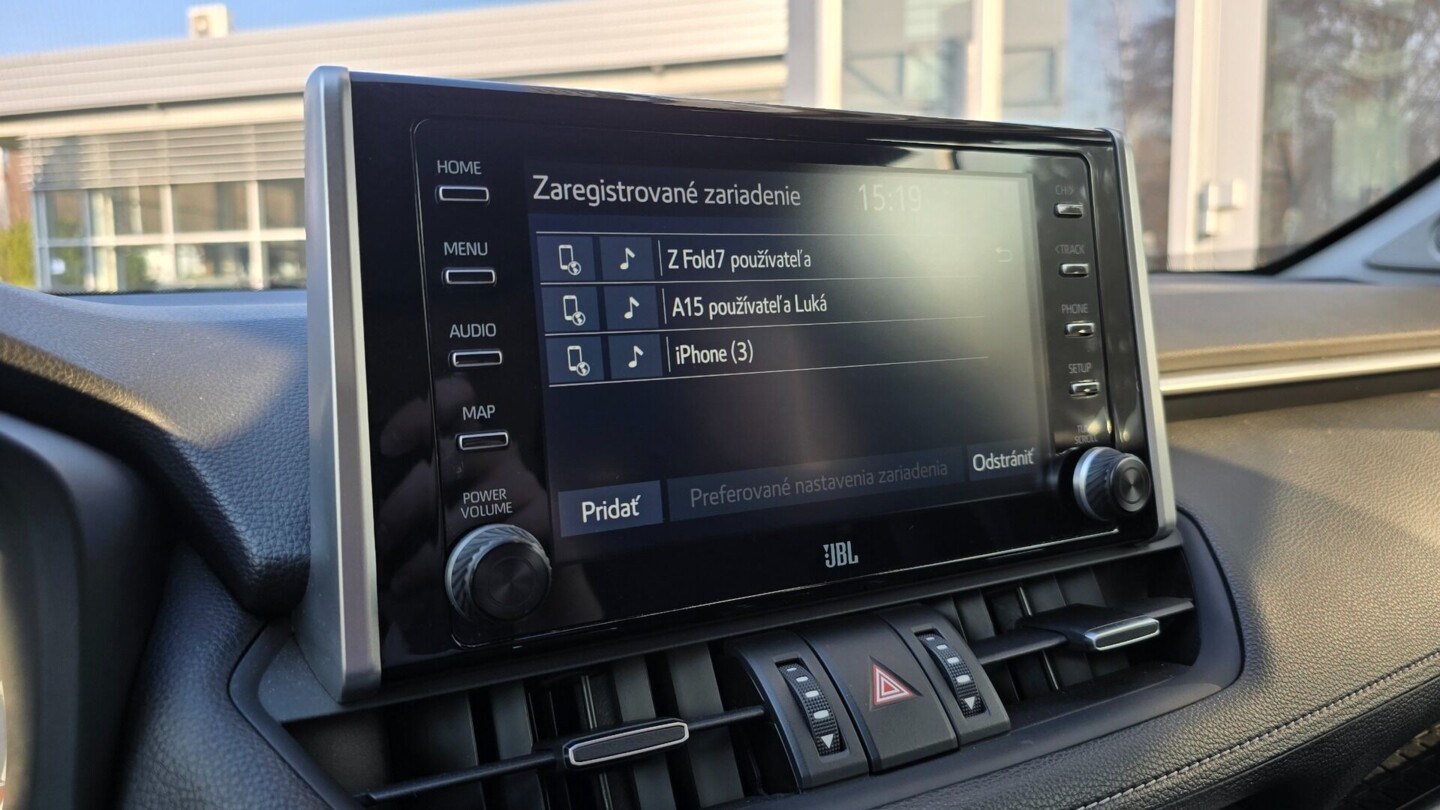 HOME
MENU
AUDIO
MAP
POWER
VOLUME
Zaregistrované zariadenie 15:19
Z Fold7 používateľa
A15 používateľa Luká
iPhone (3)
Pridať Preferované nastavenia zariadenia Odstrániť
JBL
<TRACK
PHONE
SETUP
SCROLL